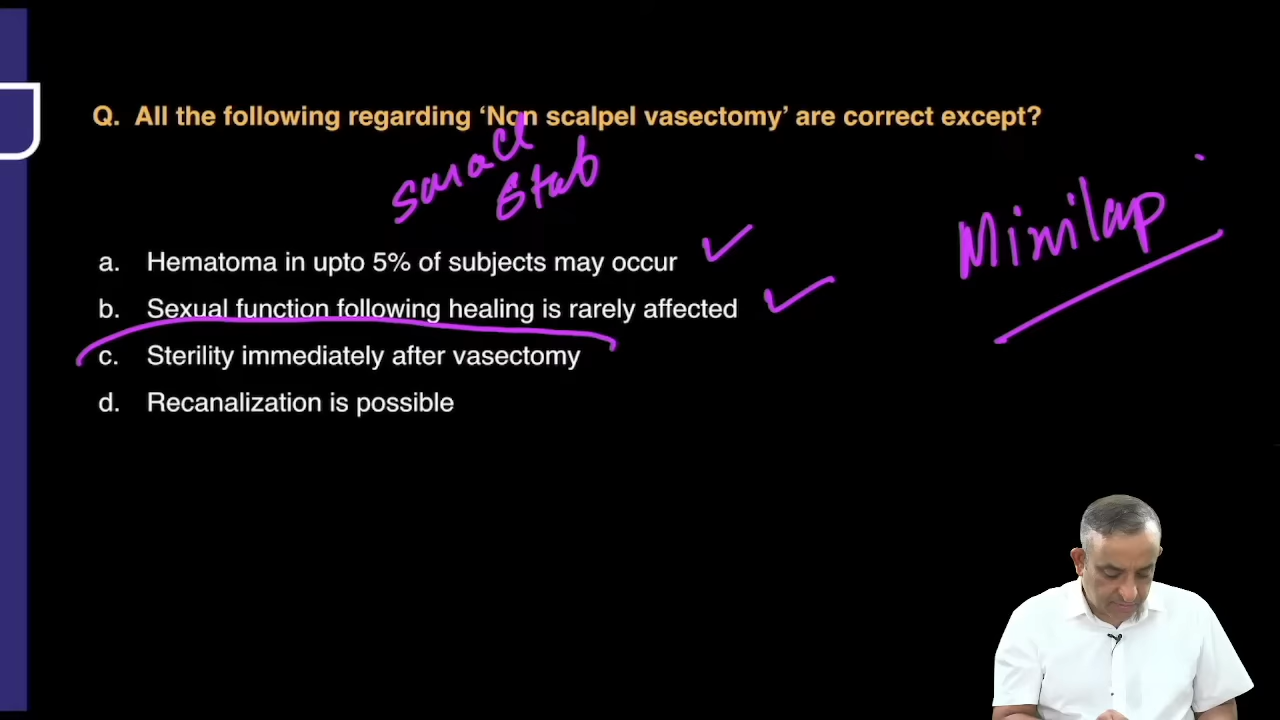 Q. All the following regarding ‘Non scalpel vasectomy’ are correct except?
small
stab
Minilap
a. Hematoma in upto 5% of subjects may occur
b. Sexual function following healing is rarely affected
c. Sterility immediately after vasectomy
d. Recanalization is possible